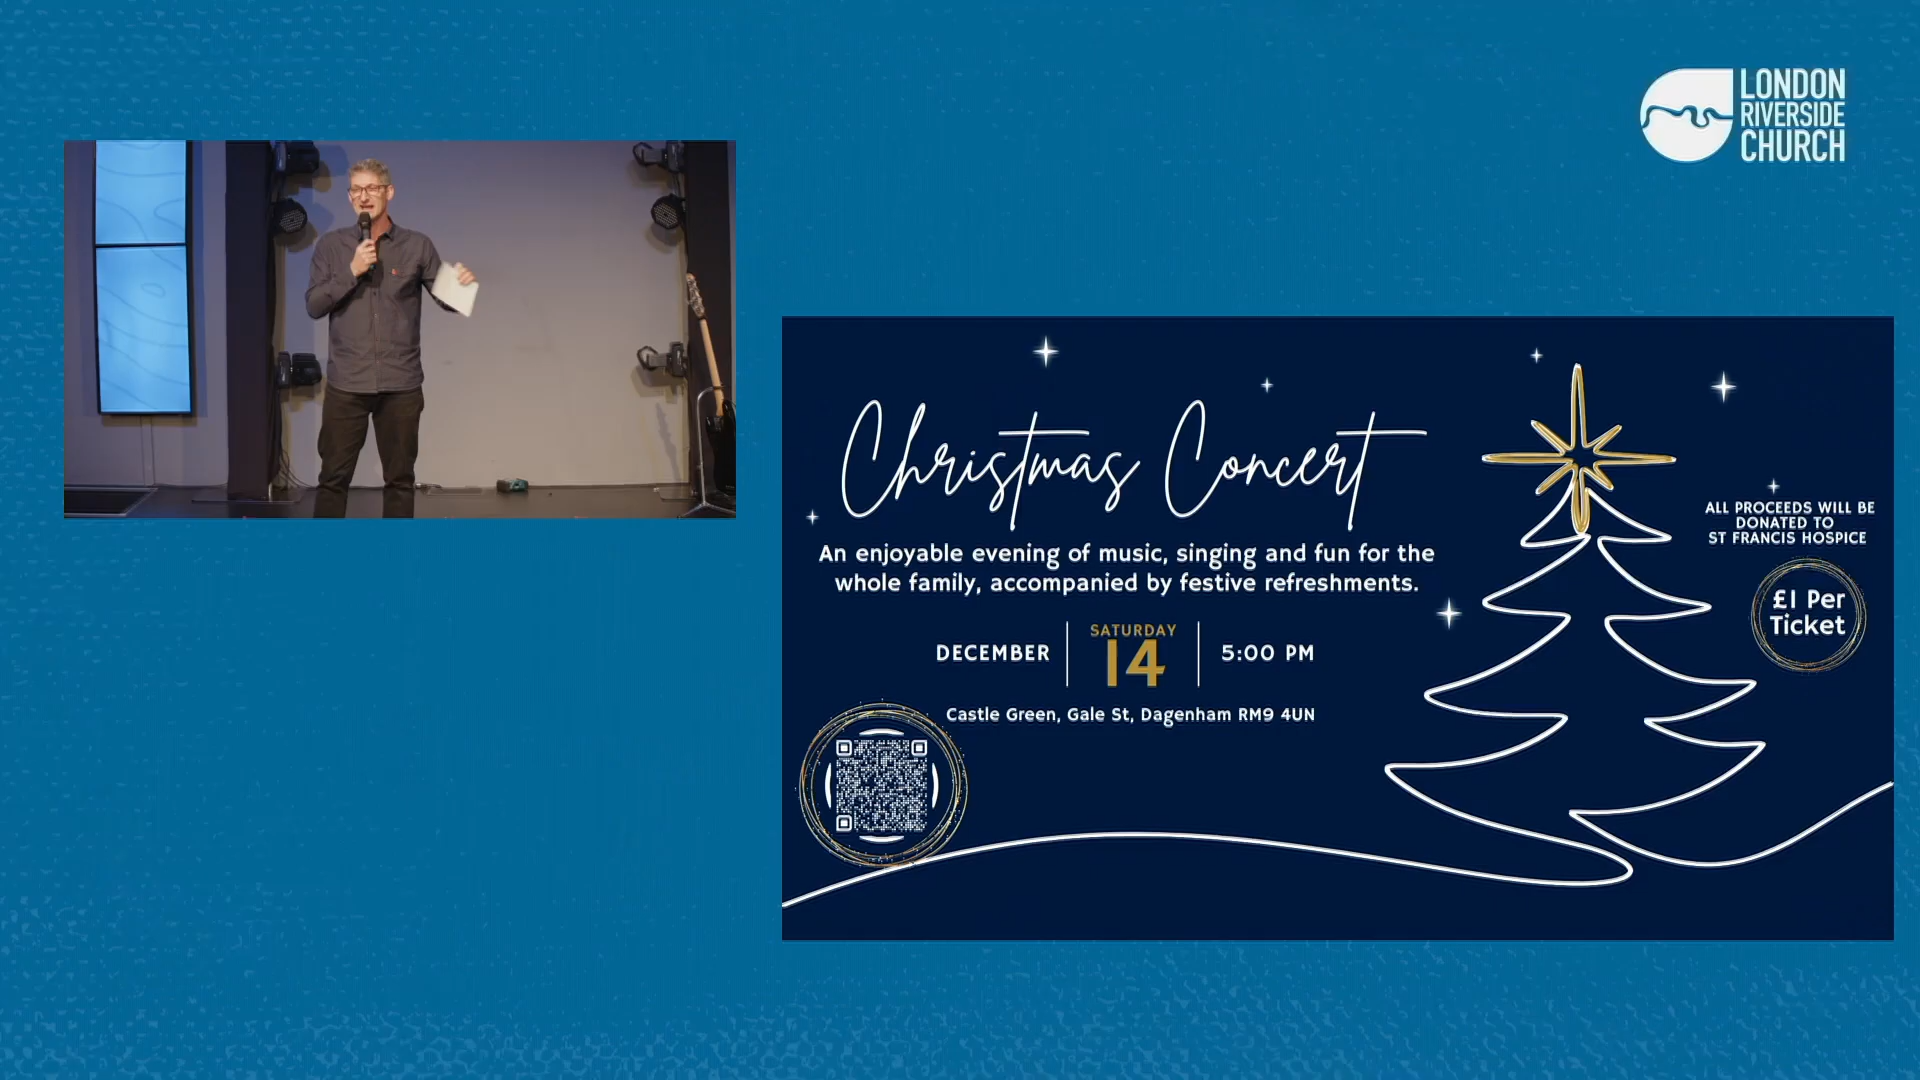 LONDON
RIVERSIDE
CHURCH
Christmas Concert
An enjoyable evening of music, singing and fun for the
whole family, accompanied by festive refreshments.
DECEMBER
SATURDAY
14
5:00 PM
Castle Green, Gale St, Dagenham RM9 4UN
ALL PROCEEDS WILL BE
DONATED TO
ST FRANCIS HOSPICE
£1 Per
Ticket